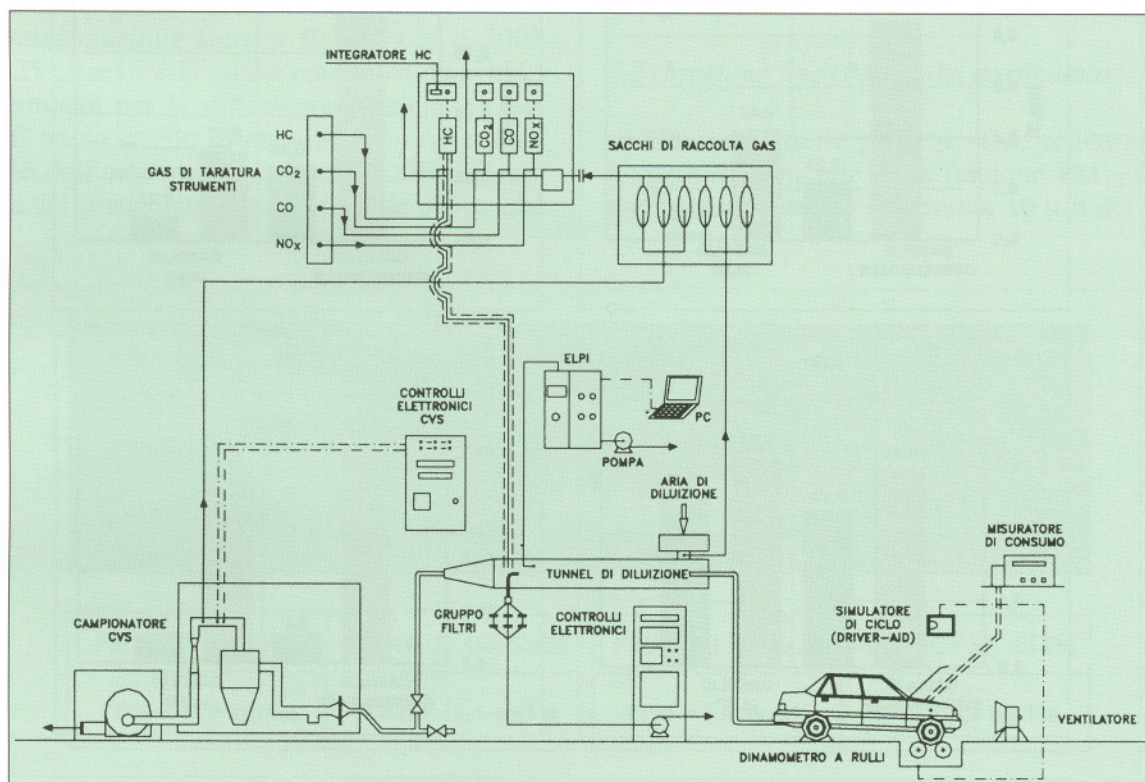 INTEGRATORE HC
HC
CO2
CO
NOX
SACCHI DI RACCOLTA GAS
HC
CO2
CO
NOX
GAS DI TARATURA
STRUMENTI
ELPI
PC
POMPA
CONTROLLI
ELETTRONICI
CVS
ARIA DI
DILUIZIONE
MISURATORE
DI CONSUMO
TUNNEL DI DILUIZIONE
SIMULATORE
DI CICLO
(DRIVER-AID)
GRUPPO
FILTRI
CONTROLLI
ELETTRONICI
CAMPIONATORE
CVS
VENTILATORE
DINAMOMETRO A RULLI